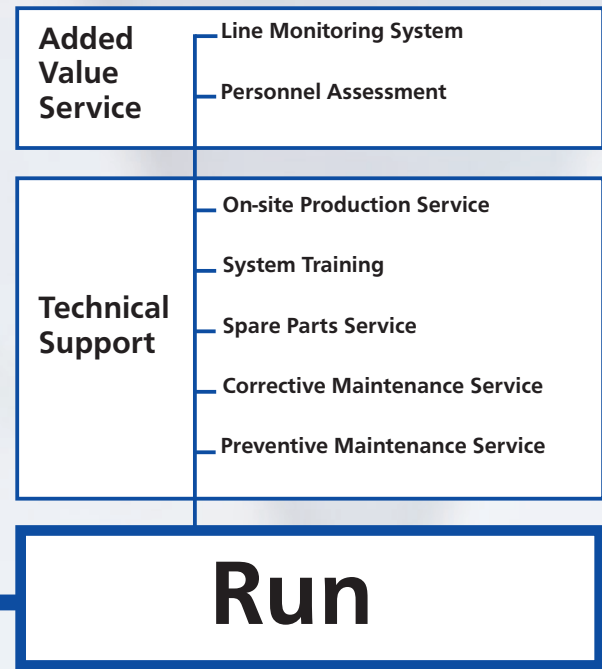 Added
Value
Service
Line Monitoring System
Personnel Assessment
Technical
Support
On-site Production Service
System Training
Spare Parts Service
Corrective Maintenance Service
Preventive Maintenance Service
Run